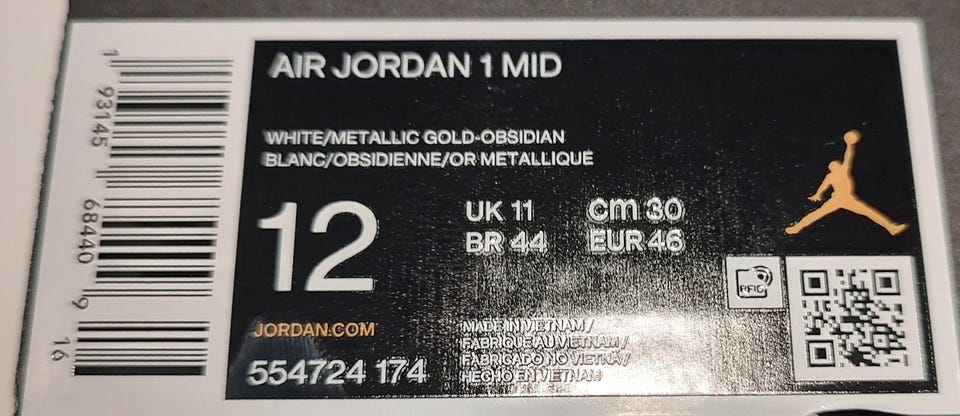 AIR JORDAN 1 MID
WHITE/METALLIC GOLD-OBSIDIAN
BLANC/OBSIDIENNE/OR METALLIQUE
12
UK 11 cm 30
BR 44 EUR 46
RFID
JORDAN.COM
554724 174
MADE IN VIETNAM/
FABRIQUE AU VIETNAM/
FABRICADO NO VIETNÃ/
HECHO EN VIETNAM
1 93145 68440 9 16